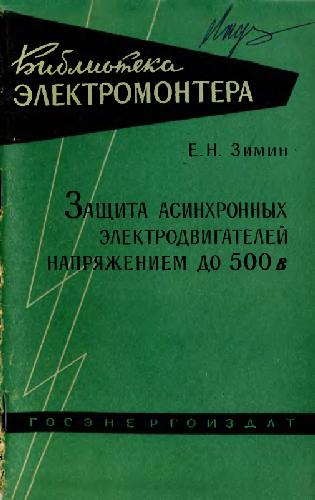 Библиотека
ЭЛЕКТРОМОНТЕРА
Е. Н. Зимин
ЗАЩИТА АСИНХРОННЫХ
ЭЛЕКТРОДВИГАТЕЛЕЙ
НАПРЯЖЕНИЕМ ДО 500 в
ГОСЭНЕРГОИЗДАТ